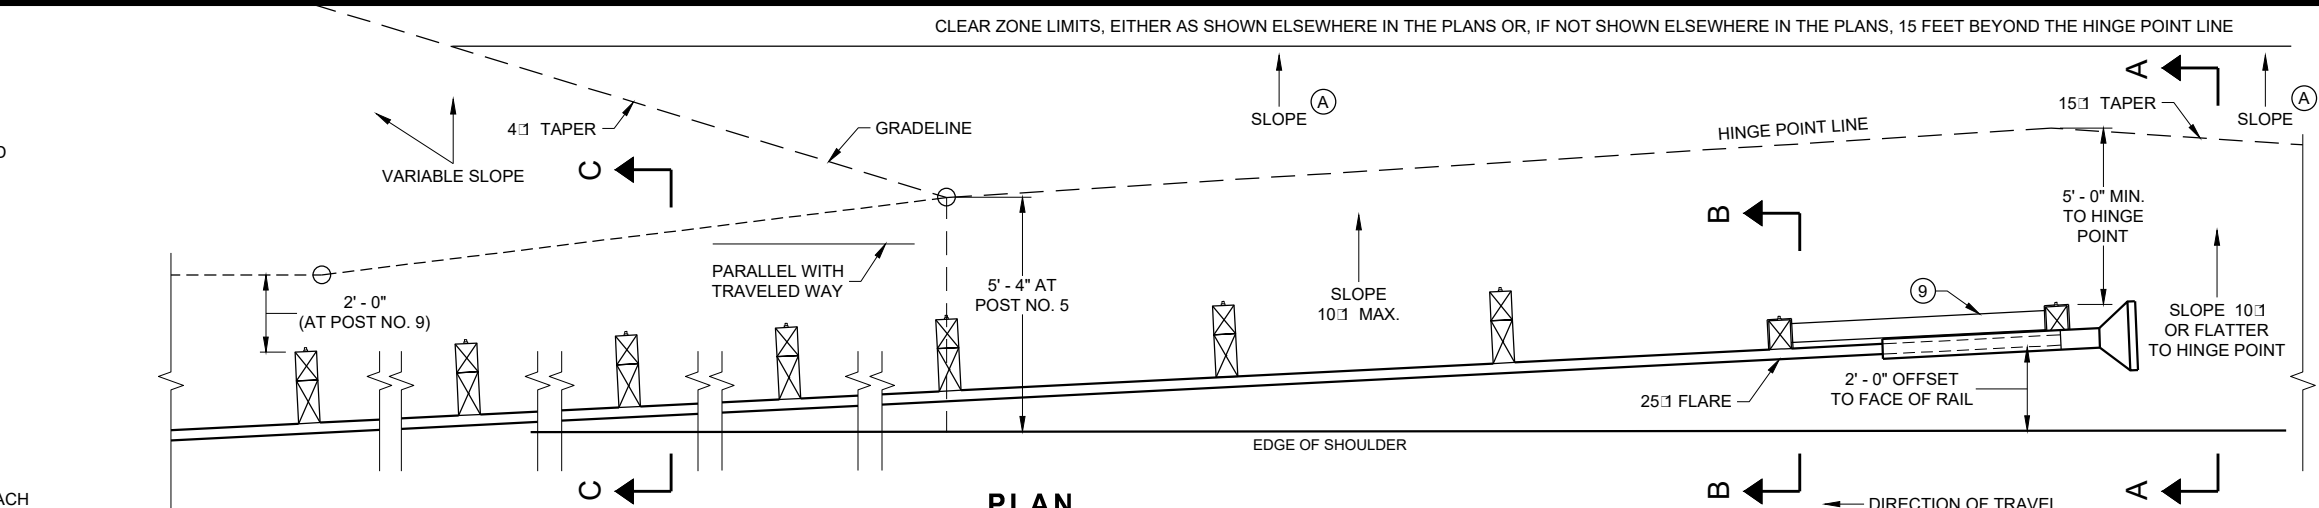 CLEAR ZONE LIMITS, EITHER AS SHOWN ELSEWHERE IN THE PLANS OR, IF NOT SHOWN ELSEWHERE IN THE PLANS, 15 FEET BEYOND THE HINGE POINT LINE
A
15▯1 TAPER
SLOPE
A
SLOPE
A
4▯1 TAPER
GRADELINE
HINGE POINT LINE
VARIABLE SLOPE
C
B
5' - 0" MIN.
TO HINGE
POINT
PARALLEL WITH
TRAVELED WAY
5' - 4" AT
POST NO. 5
SLOPE
10▯1 MAX.
9
SLOPE 10▯1
OR FLATTER
TO HINGE POINT
2' - 0"
(AT POST NO. 9)
25▯1 FLARE
2' - 0" OFFSET
TO FACE OF RAIL
EDGE OF SHOULDER
C
B
A
PLAN
DIRECTION OF TRAVEL
ACH